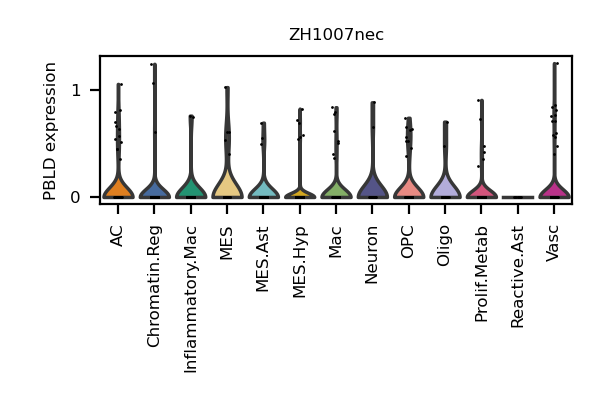 ZH1007nec
PBLD expression
1
0
AC
Chromatin.Reg
Inflammatory.Mac
MES
MES.Ast
MES.Hyp
Mac
Neuron
OPC
Oligo
Prolif.Metab
Reactive.Ast
Vasc